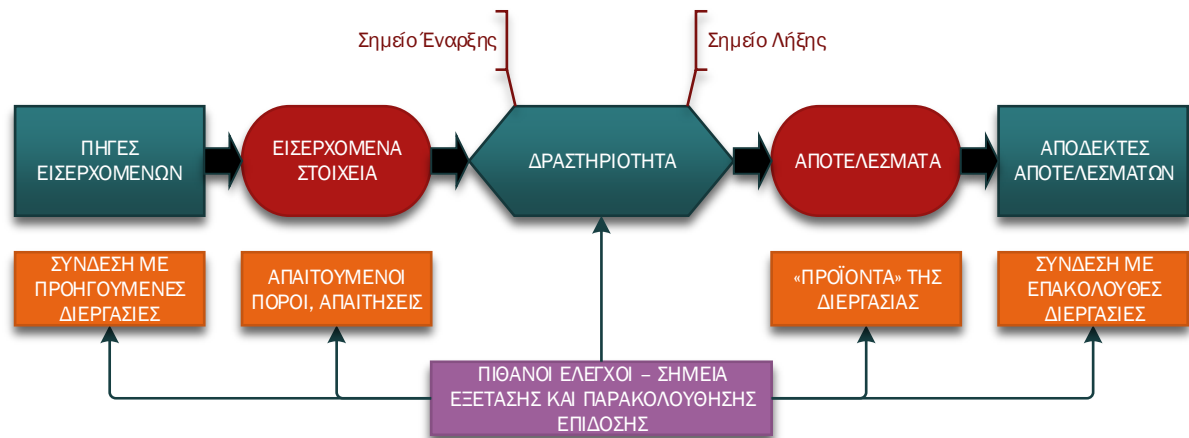 Σημείο Έναρξης
Σημείο Λήξης
ΠΗΓΕΣ
ΕΙΣΕΡΧΟΜΕΝΩΝ
ΕΙΣΕΡΧΟΜΕΝΑ
ΣΤΟΙΧΕΙΑ
ΔΡΑΣΤΗΡΙΟΤΗΤΑ
ΑΠΟΤΕΛΕΣΜΑΤΑ
ΑΠΟΔΕΚΤΕΣ
ΑΠΟΤΕΛΕΣΜΑΤΩΝ
ΣΥΝΔΕΣΗ ΜΕ
ΠΡΟΗΓΟΥΜΕΝΕΣ
ΔΙΕΡΓΑΣΙΕΣ
ΑΠΑΙΤΟΥΜΕΝΟΙ
ΠΟΡΟΙ, ΑΠΑΙΤΗΣΕΙΣ
«ΠΡΟΪΟΝΤΑ» ΤΗΣ
ΔΙΕΡΓΑΣΙΑΣ
ΣΥΝΔΕΣΗ ΜΕ
ΕΠΑΚΟΛΟΥΘΕΣ
ΔΙΕΡΓΑΣΙΕΣ
ΠΙΘΑΝΟΙ ΕΛΕΓΧΟΙ – ΣΗΜΕΙΑ
ΕΞΕΤΑΣΗΣ ΚΑΙ ΠΑΡΑΚΟΛΟΥΘΗΣΗΣ
ΕΠΙΔΟΣΗΣ